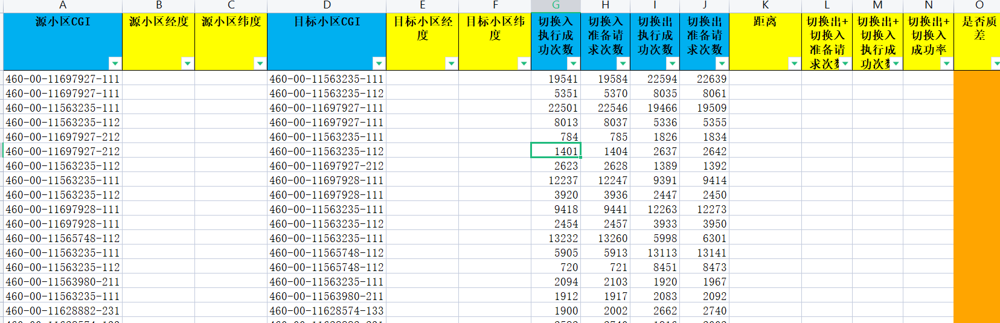 A B C D E F G H I J K L M N O
源小区CGI 源小区经度 源小区纬度 目标小区CGI 目标小区经度 目标小区纬度 切换入执行成功次数 切换入准备请求次数 切换出执行成功次数 切换出准备请求次数 距离 切换出+切换入准备请求次数 切换出+切换入执行成功次数 切换出+切换入成功率 是否质差
460-00-11697927-111 460-00-11563235-111 19541 19584 22594 22639
460-00-11697927-111 460-00-11563235-112 5351 5370 8035 8061
460-00-11563235-111 460-00-11697927-111 22501 22546 19466 19509
460-00-11563235-112 460-00-11697927-111 8013 8037 5336 5355
460-00-11697927-212 460-00-11563235-111 784 785 1826 1834
460-00-11697927-212 460-00-11563235-112 1401 1404 2637 2642
460-00-11563235-112 460-00-11697927-212 2623 2628 1389 1392
460-00-11563235-111 460-00-11697928-111 12237 12247 9391 9414
460-00-11563235-112 460-00-11697928-111 3920 3936 2447 2450
460-00-11697928-111 460-00-11563235-111 9418 9441 12263 12273
460-00-11697928-111 460-00-11563235-112 2454 2457 3933 3950
460-00-11565748-112 460-00-11563235-111 13232 13260 5998 6301
460-00-11563235-111 460-00-11565748-112 5905 5913 13113 13141
460-00-11563235-112 460-00-11565748-112 720 721 8451 8473
460-00-11563980-211 460-00-11563235-111 2094 2103 1920 1967
460-00-11563235-111 460-00-11563980-211 1912 1917 2083 2092
460-00-11628882-231 460-00-11628574-133 1900 2002 2662 2740